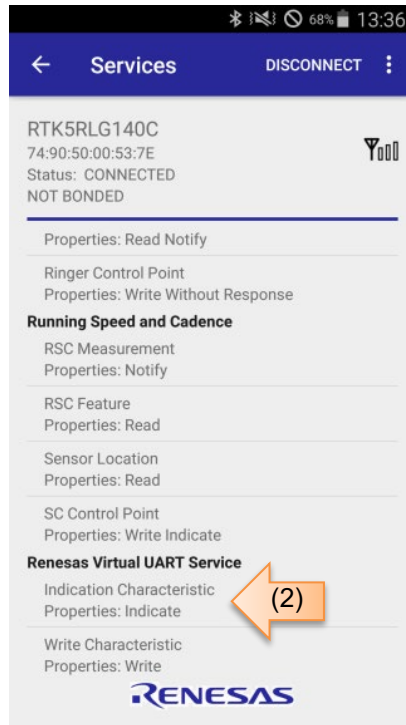 68% 13:36
Services DISCONNECT
RTK5RLG140C
74:90:50:00:53:7E
Status: CONNECTED
NOT BONDED
Properties: Read Notify
Ringer Control Point
Properties: Write Without Response
Running Speed and Cadence
RSC Measurement
Properties: Notify
RSC Feature
Properties: Read
Sensor Location
Properties: Read
SC Control Point
Properties: Write Indicate
Renesas Virtual UART Service
Indication Characteristic
Properties: Indicate
(2)
Write Characteristic
Properties: Write
RENESAS